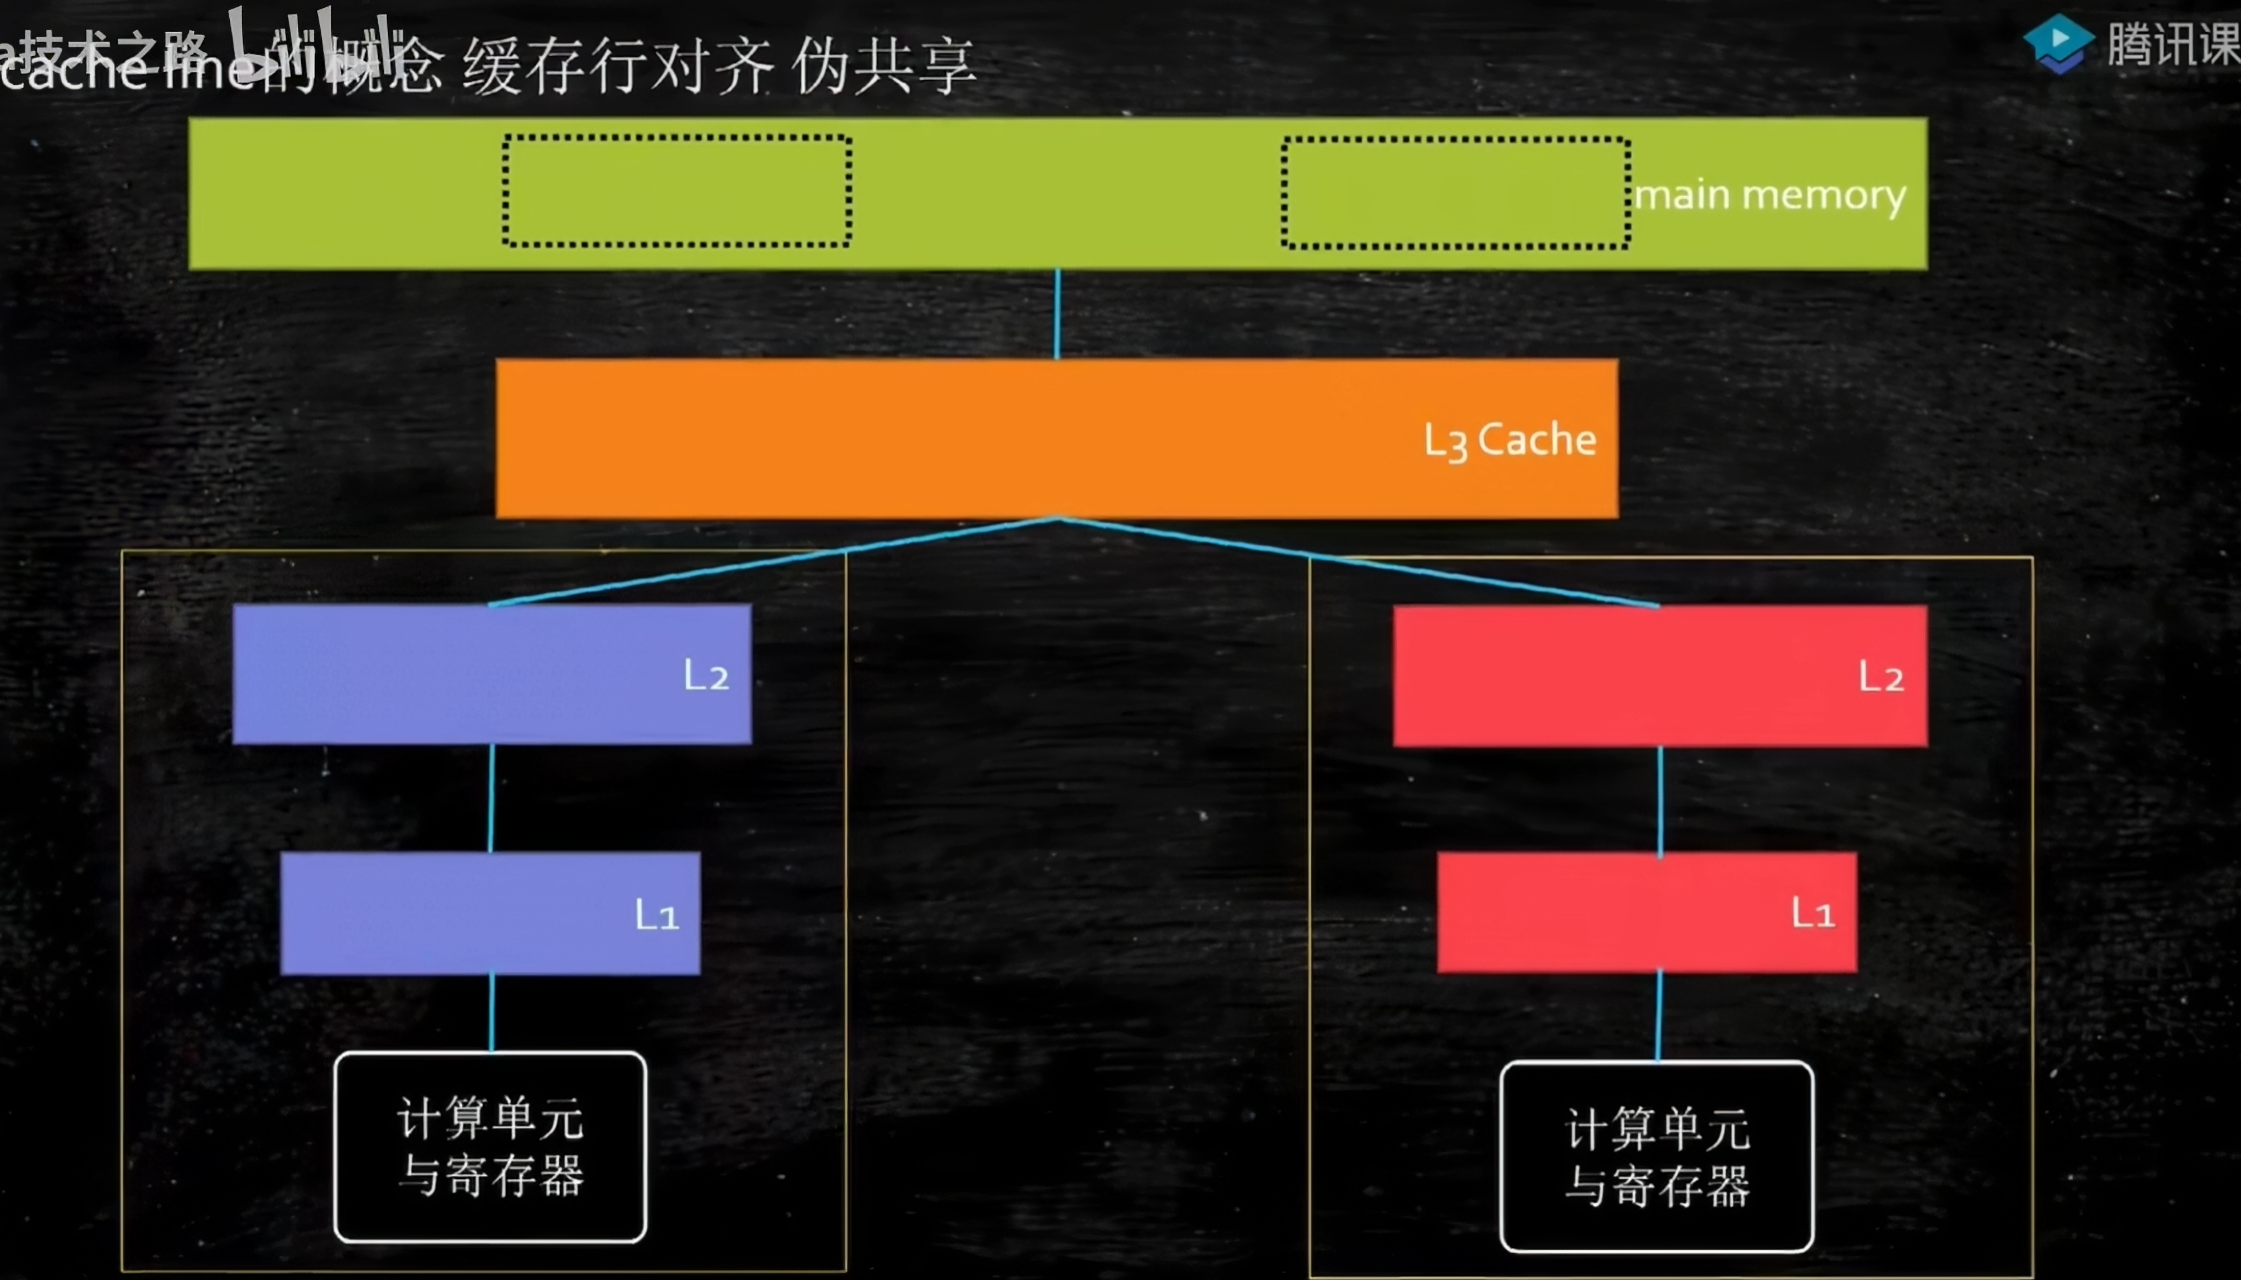 a技术之路
cache line的概念 缓存行对齐 伪共享
腾讯课
main memory
L3 Cache
L2
L2
L1
L1
计算单元
与寄存器
计算单元
与寄存器